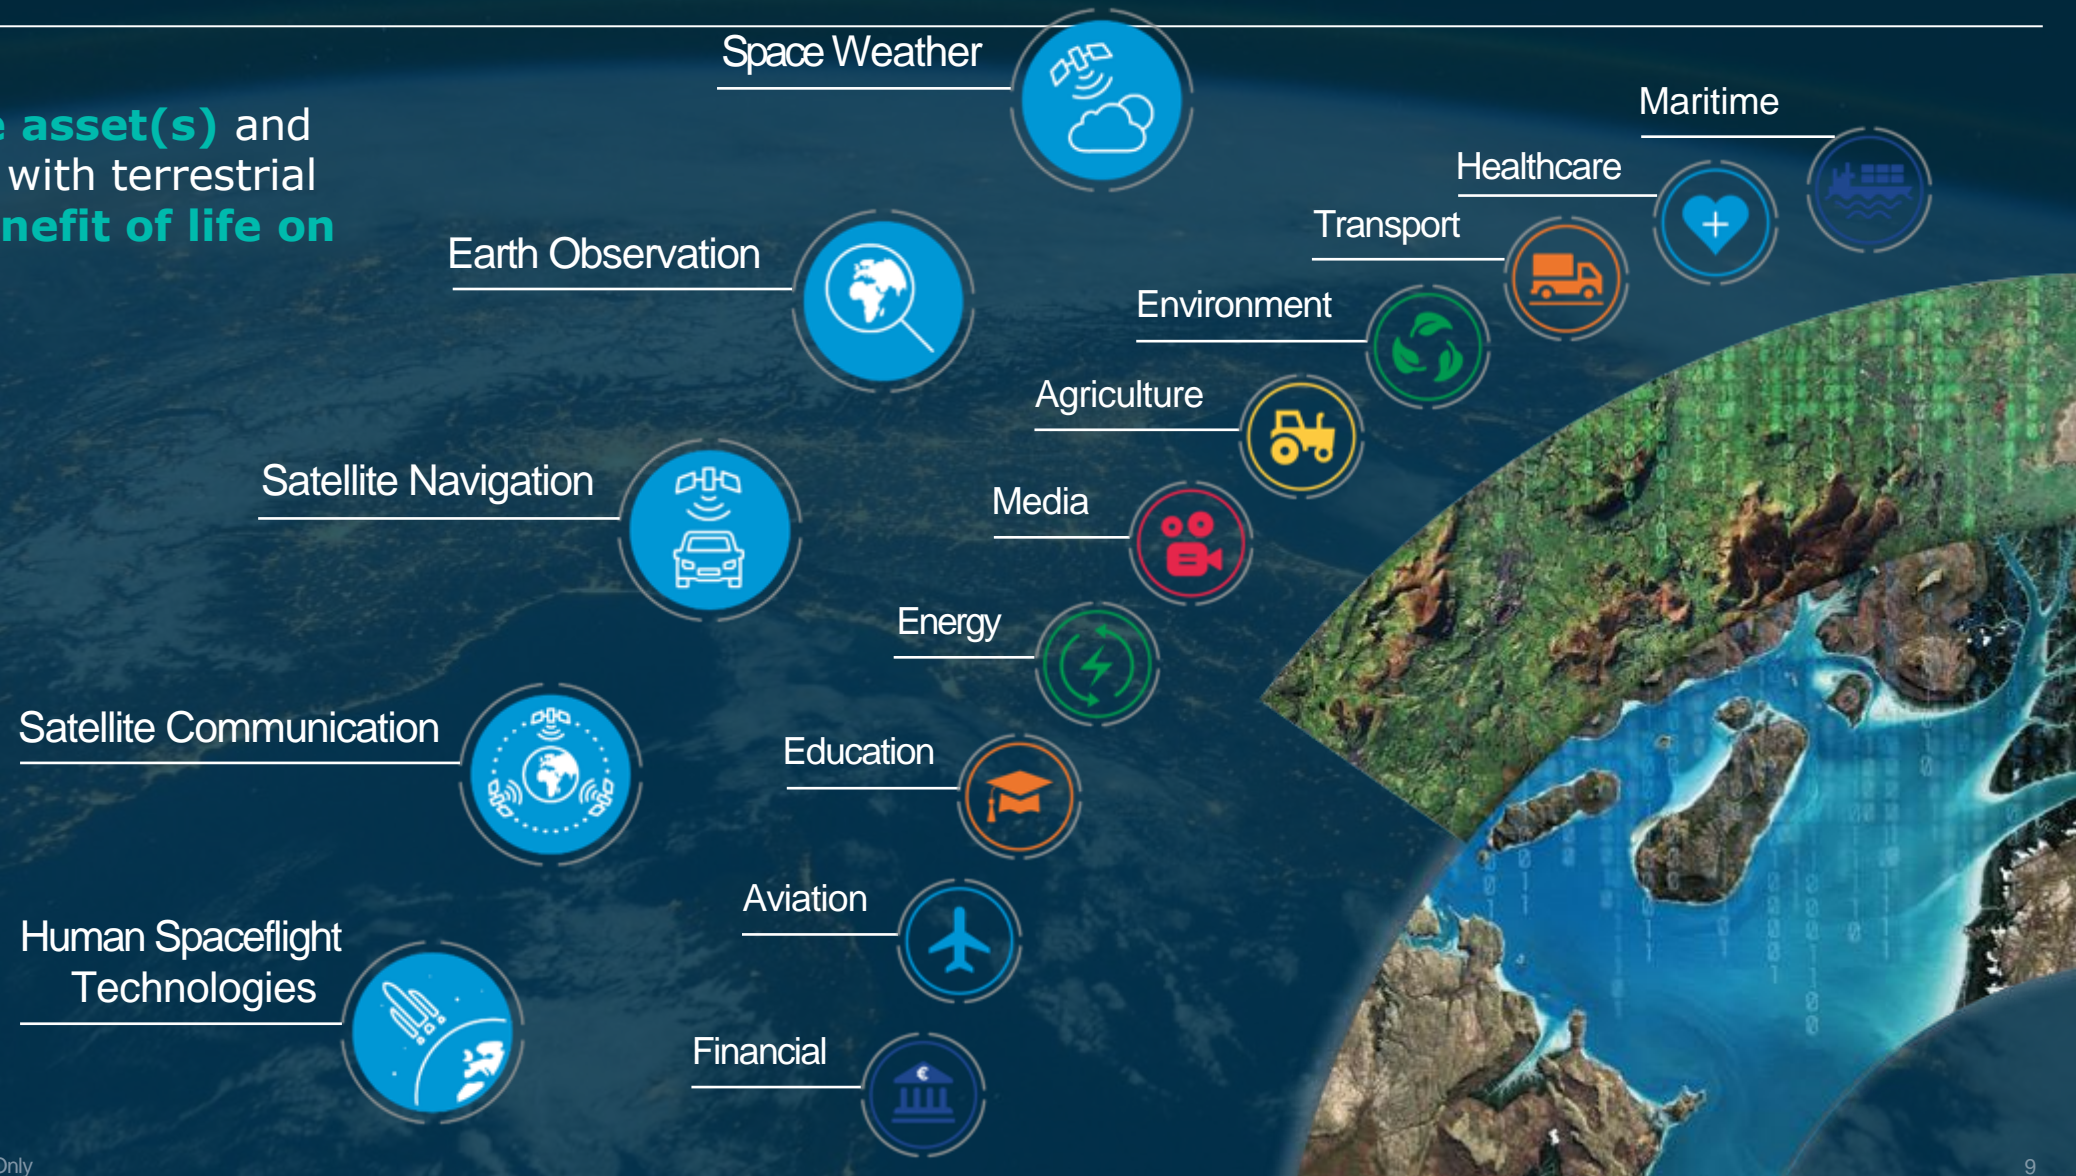 asset(s) and
with terrestrial
of life on
Space Weather
Earth Observation
Satellite Navigation
Satellite Communication
Human Spaceflight
Technologies
Maritime
Healthcare
Transport
Environment
Agriculture
Media
Energy
Education
Aviation
Financial
Only
9